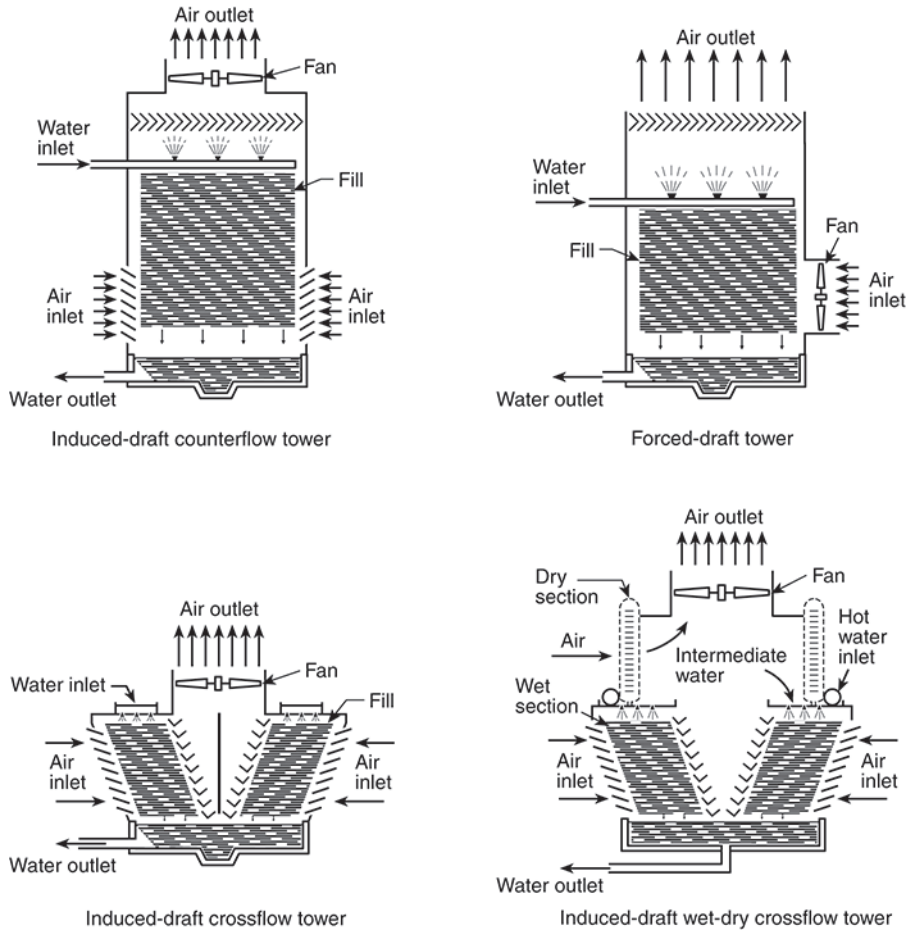 Air outlet
Fan
Water
inlet
Fill
Air
inlet
Air
inlet
Water outlet
Induced-draft counterflow tower
Air outlet
Water
inlet
Fan
Fill
Air
inlet
Water outlet
Forced-draft tower
Air outlet
Fan
Water inlet
Fill
Air
inlet
Air
inlet
Water outlet
Induced-draft crossflow tower
Air outlet
Dry
section
Fan
Hot
water
inlet
Air
Intermediate
water
Wet
section
Air
inlet
Air
inlet
Water outlet
Induced-draft wet-dry crossflow tower